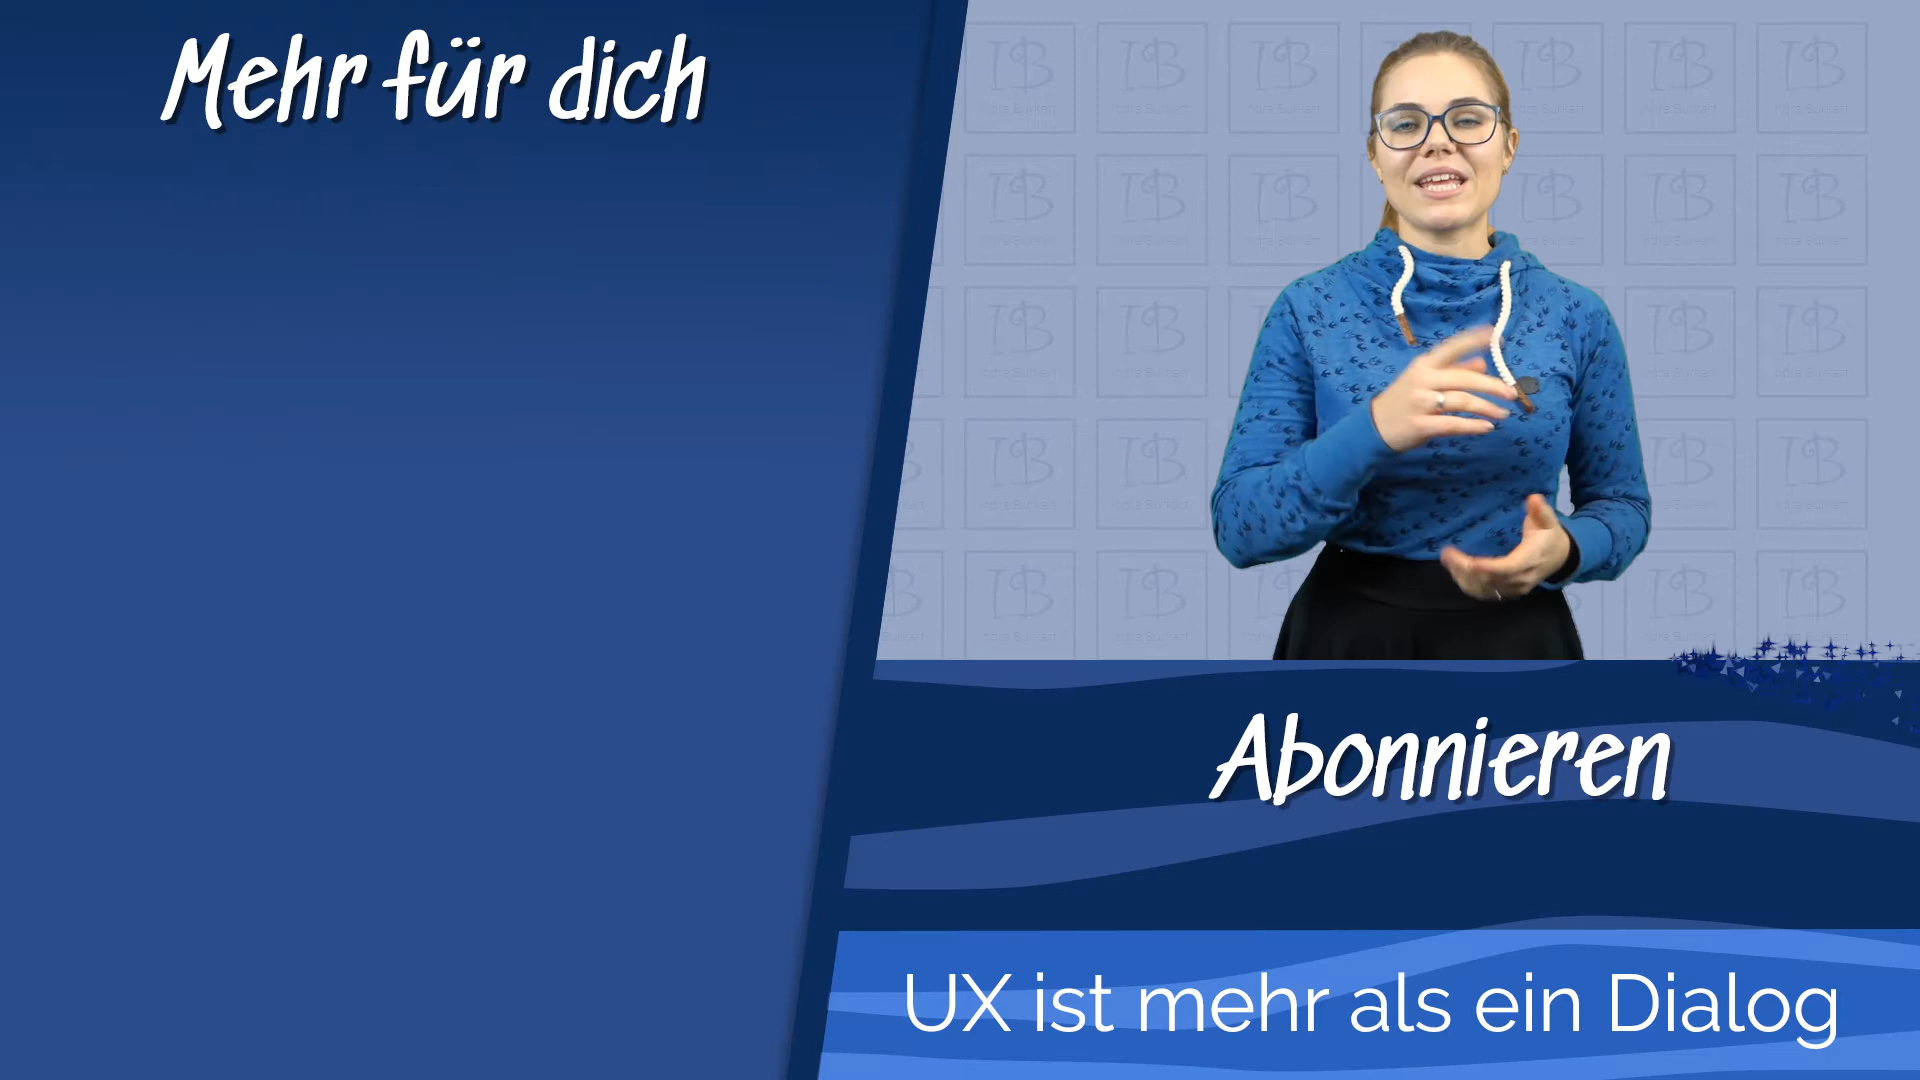 Mehr für dich
Abonnieren
UX ist mehr als ein Dialog